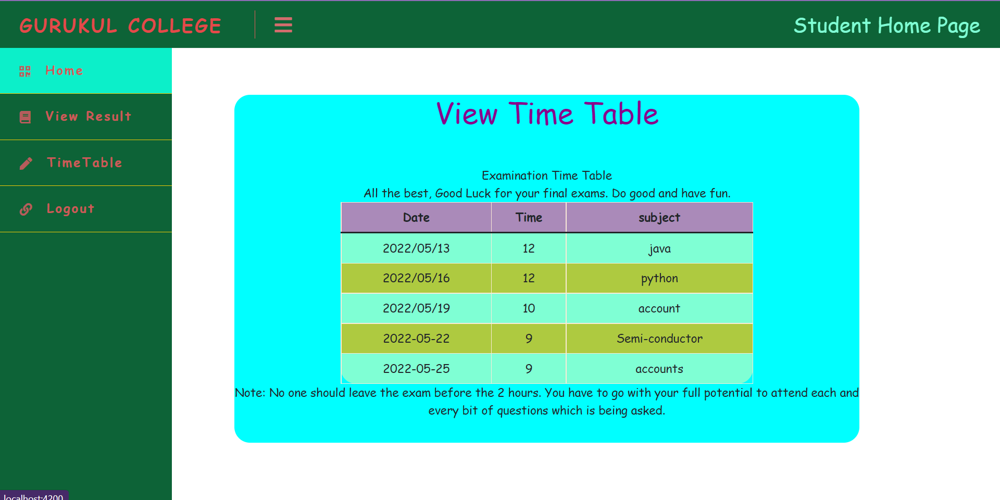 GURUKUL COLLEGE
Student Home Page
Home
View Result
TimeTable
Logout
View Time Table
Examination Time Table
All the best, Good Luck for your final exams. Do good and have fun.
Date Time subject
2022/05/13 12 java
2022/05/16 12 python
2022/05/19 10 account
2022-05-22 9 Semi-conductor
2022-05-25 9 accounts
Note: No one should leave the exam before the 2 hours. You have to go with your full potential to attend each and
every bit of questions which is being asked.
localhost:4200